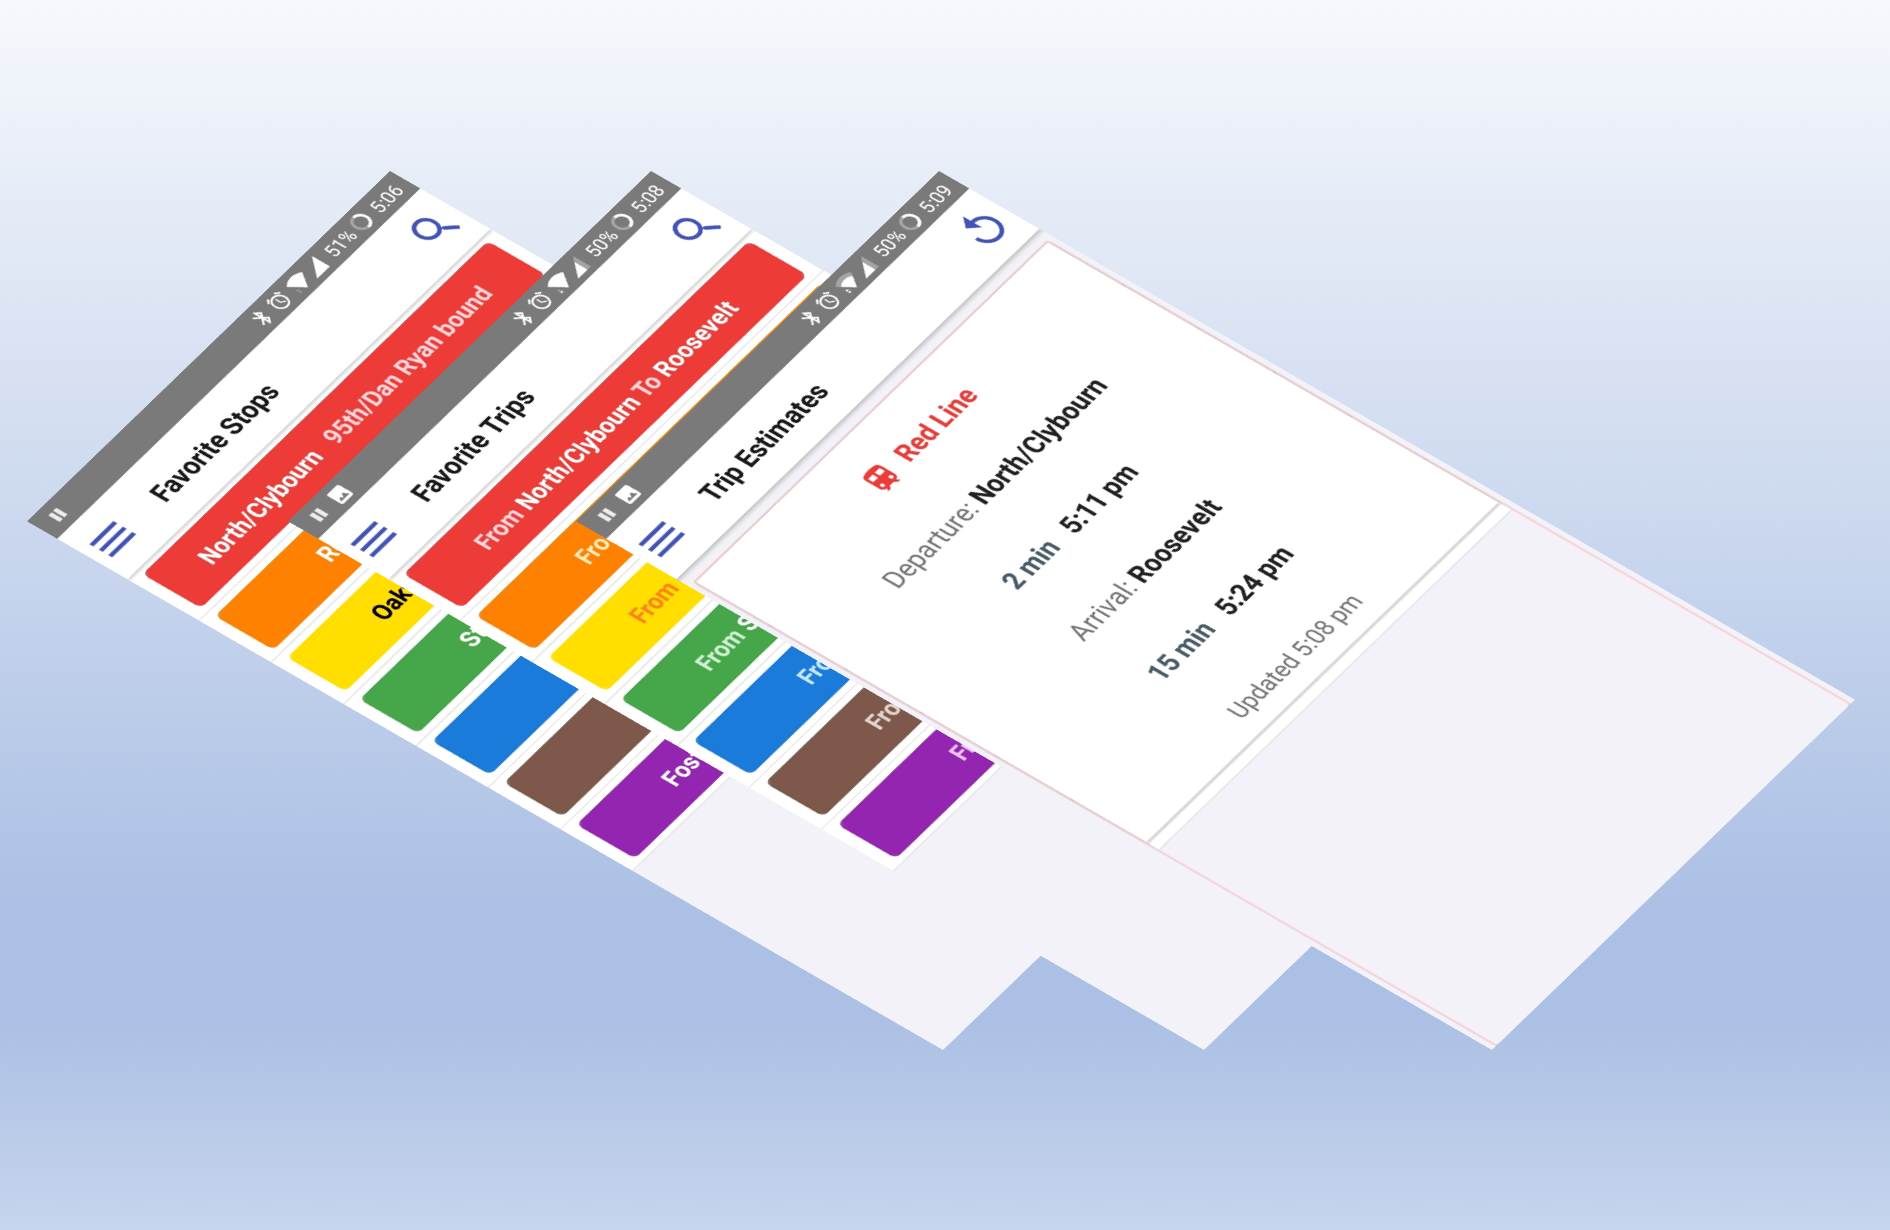 51% 5:06
Favorite Stops
North/Clybourn 95th/Dan Ryan bound
R
Oak
S
Fos
50% 5:08
Favorite Trips
From North/Clybourn To Roosevelt
Fro
From
From S
Fro
Fro
50% 5:09
Trip Estimates
Red Line
Departure: North/Clybourn
2 min 5:11 pm
Arrival: Roosevelt
15 min 5:24 pm
Updated 5:08 pm